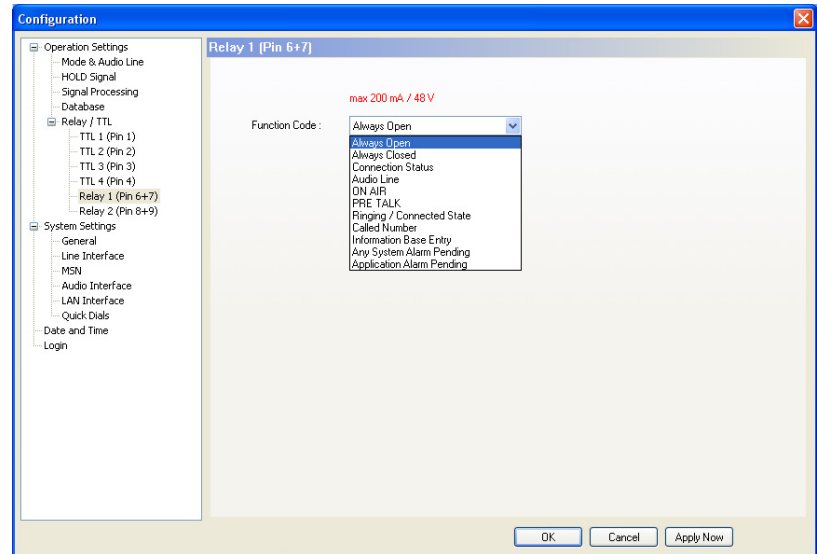 Configuration
Operation Settings
Mode & Audio Line
HOLD Signal
Signal Processing
Database
Relay / TTL
TTL 1 (Pin 1)
TTL 2 (Pin 2)
TTL 3 (Pin 3)
TTL 4 (Pin 4)
Relay 1 (Pin 6+7)
Relay 2 (Pin 8+9)
System Settings
General
Line Interface
MSN
Audio Interface
LAN Interface
Quick Dials
Date and Time
Login
Relay 1 (Pin 6+7)
max 200 mA / 48 V
Function Code : Always Open
Always Open
Always Closed
Connection Status
Audio Line
ON AIR
PRE TALK
Ringing / Connected State
Called Number
Information Base Entry
Any System Alarm Pending
Application Alarm Pending
OK Cancel Apply Now